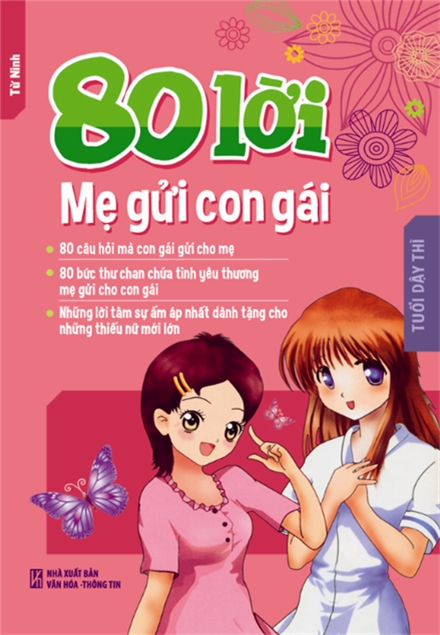 Từ Ninh
80 lời
Mẹ gửi con gái
80 câu hỏi mà con gái gửi cho mẹ
80 bức thư chan chứa tình yêu thương
mẹ gửi cho con gái
Những lời tâm sự ấm áp nhất dành tặng cho
những thiếu nữ mới lớn
TUỔI DẬY THÌ
NHÀ XUẤT BẢN
VĂN HÓA - THÔNG TIN